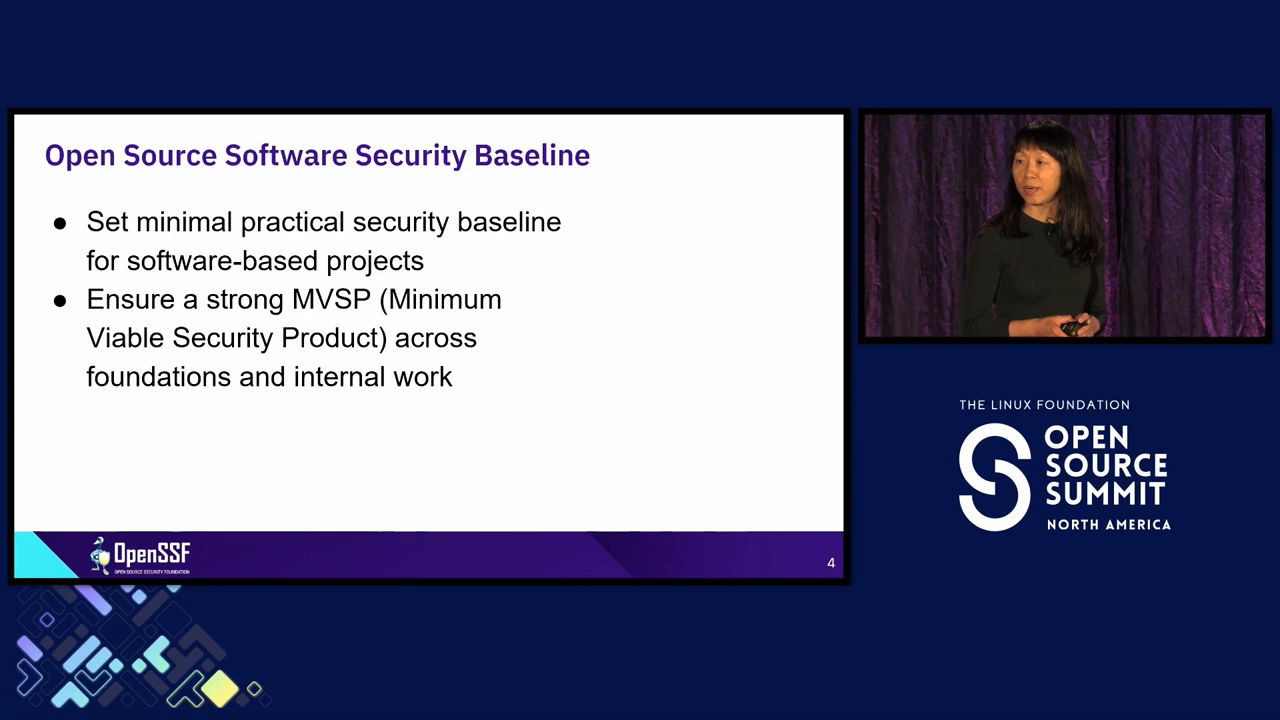 Open Source Software Security Baseline
● Set minimal practical security baseline
for software-based projects
● Ensure a strong MVSP (Minimum
Viable Security Product) across
foundations and internal work
OpenSSF
OPEN SOURCE SECURITY FOUNDATION
4
THE LINUX FOUNDATION
OPEN
SOURCE
SUMMIT
NORTH AMERICA